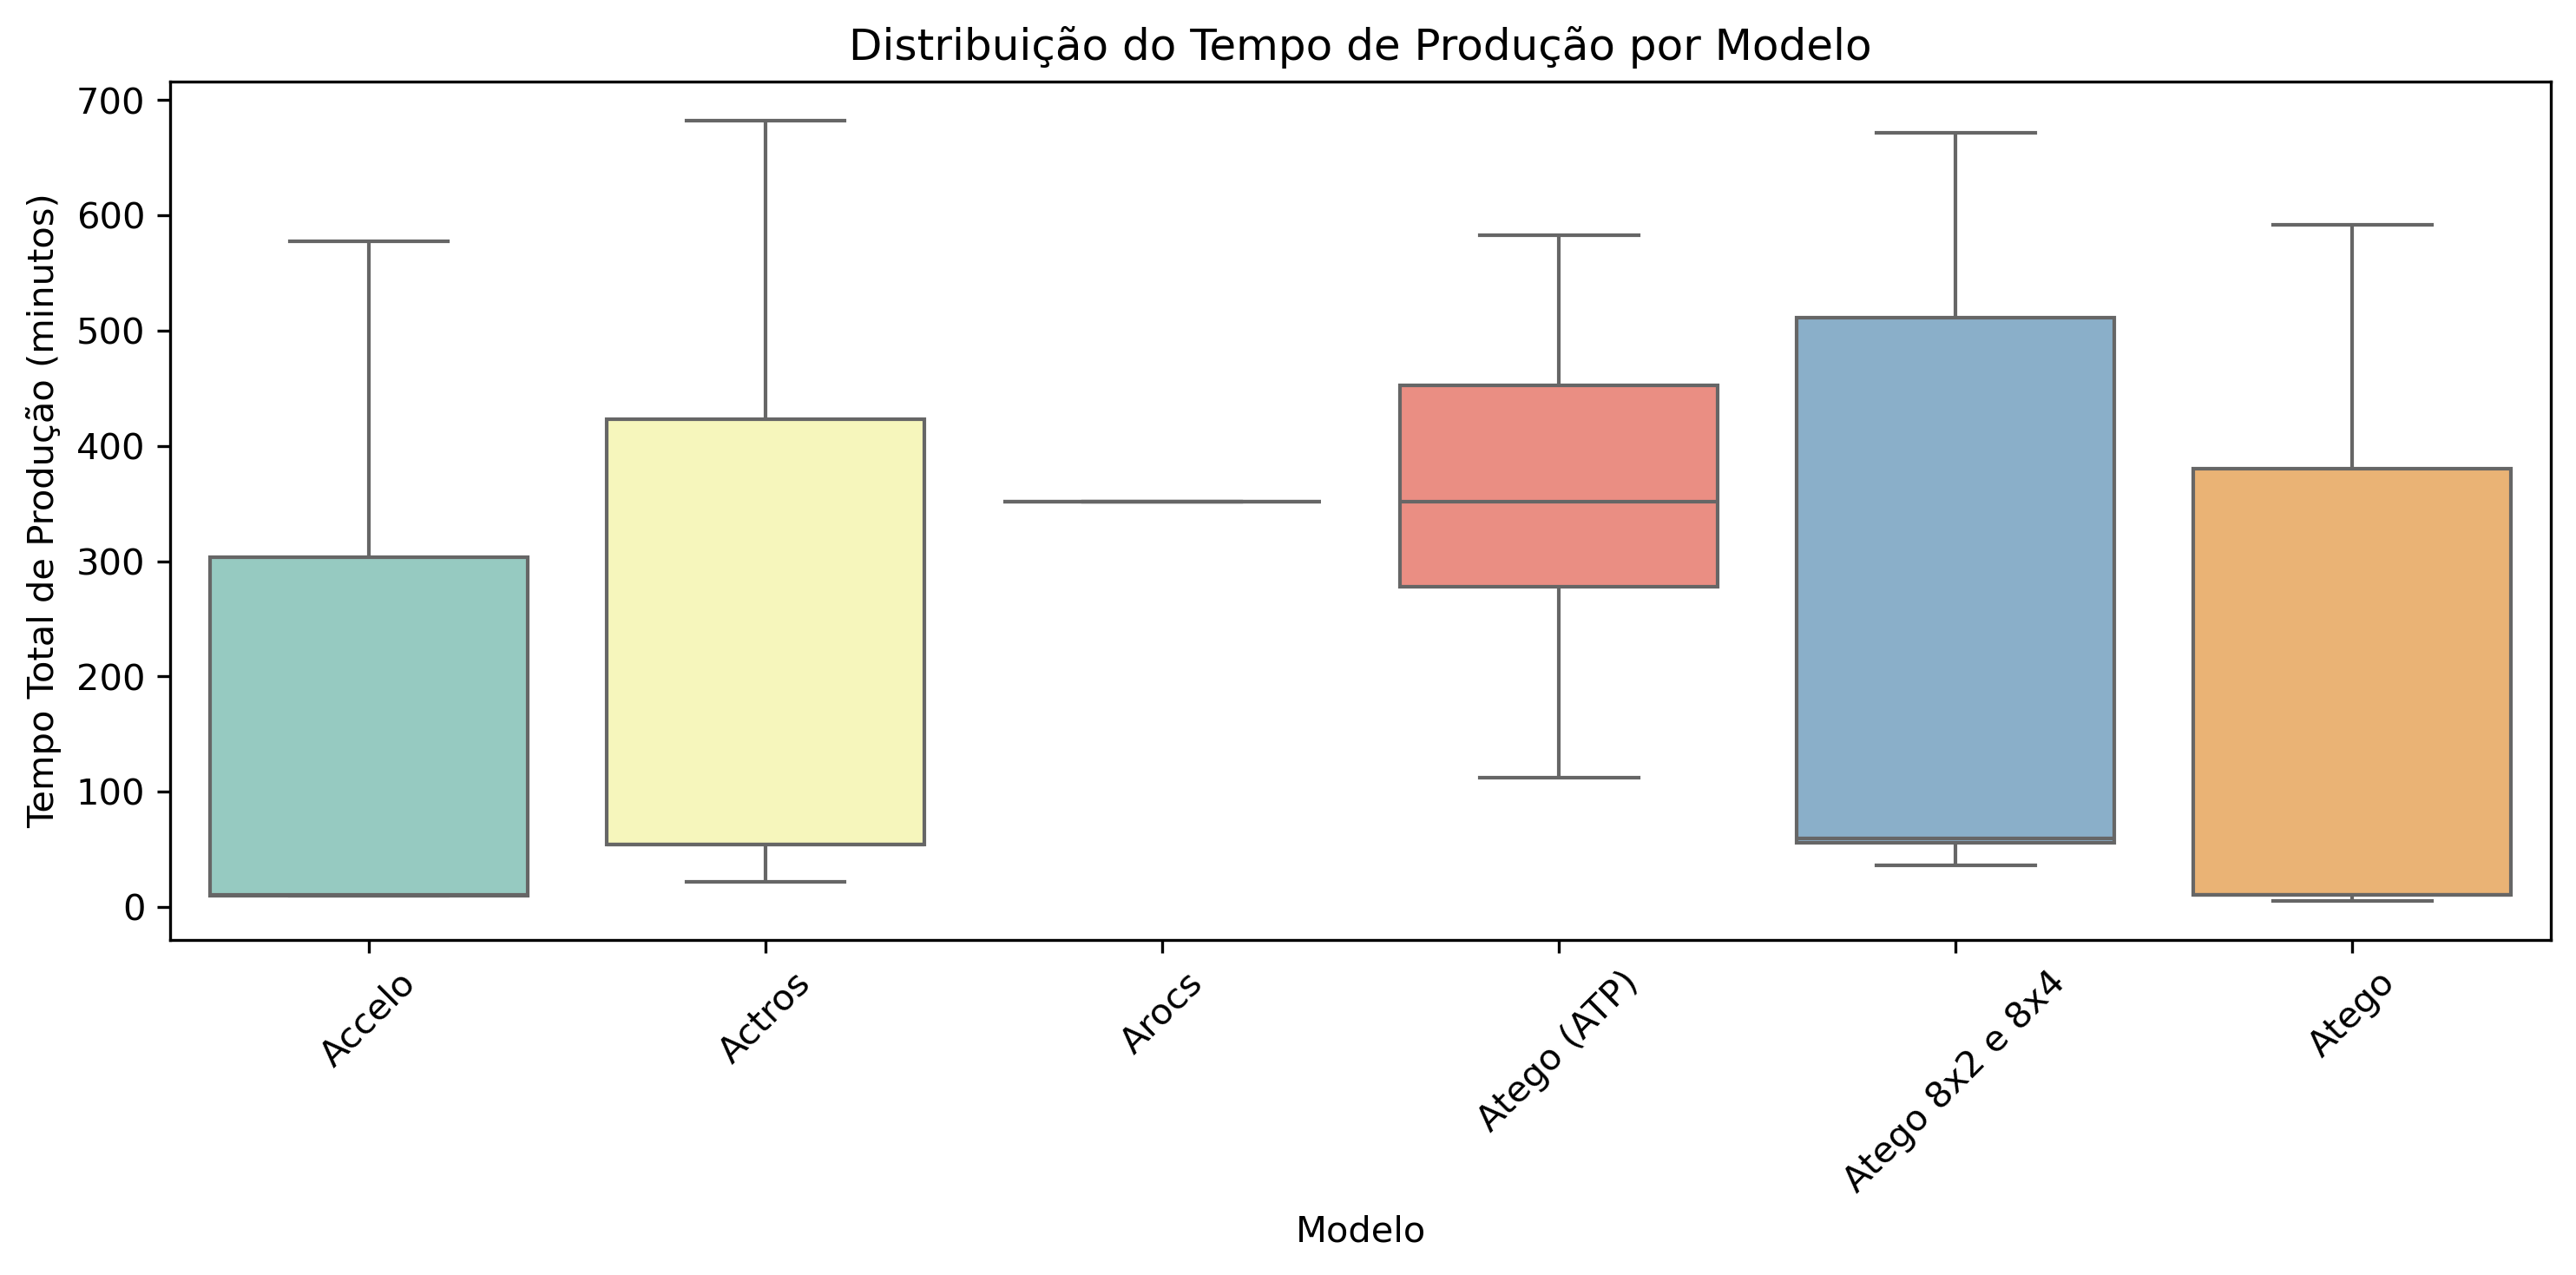 Distribuição do Tempo de Produção por Modelo
Tempo Total de Produção (minutos)
700
600
500
400
300
200
100
0
Accelo
Actros
Arocs
Atego (ATP)
Atego 8x2 e 8x4
Atego
Modelo